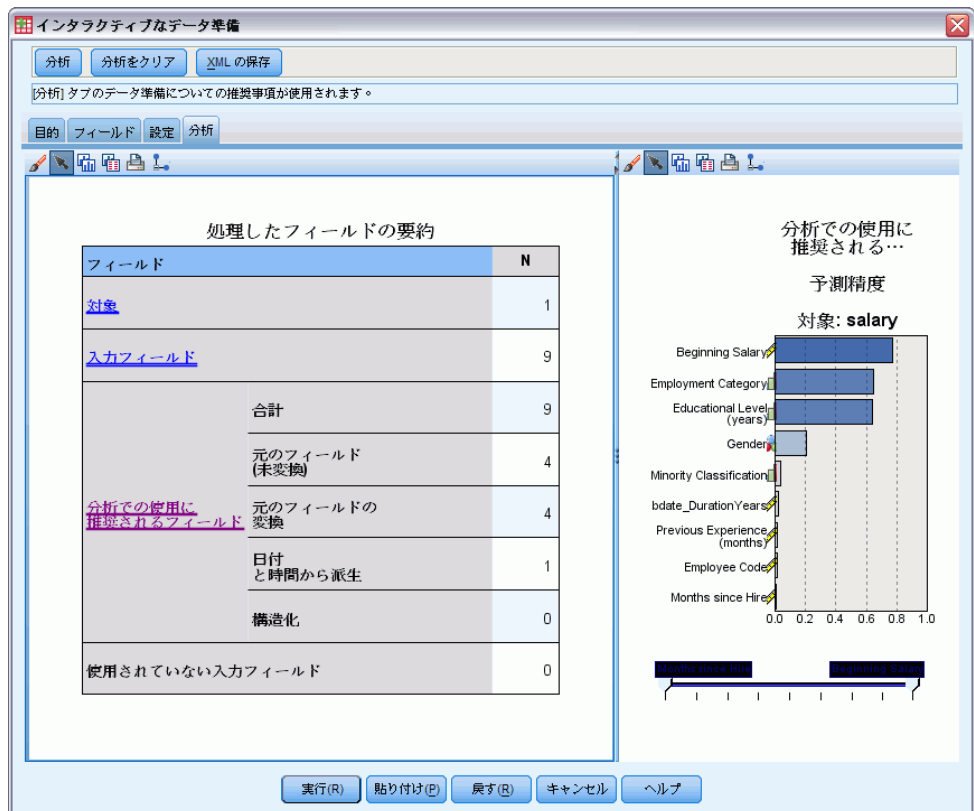 インタラクティブなデータ準備
分析 分析をクリア XML の保存
[分析] タブのデータ準備についての推奨事項が使用されます。
目的 フィールド 設定 分析
処理したフィールドの要約
フィールド N
対象 1
入力フィールド 9
分析での使用に
推奨されるフィールド
合計 9
元のフィールド
(未変換) 4
元のフィールドの
変換 4
日付
と時間から派生 1
構造化 0
使用されていない入力フィールド 0
分析での使用に
推奨される…
予測精度
対象: salary
Beginning Salary
Employment Category
Educational Level
(years)
Gender
Minority Classification
bdate_DurationYears
Previous Experience
(months)
Employee Code
Months since Hire
0.0 0.2 0.4 0.6 0.8 1.0
Months since Hire Beginning Salary
実行(R) 貼り付け(P) 戻す(R) キャンセル ヘルプ